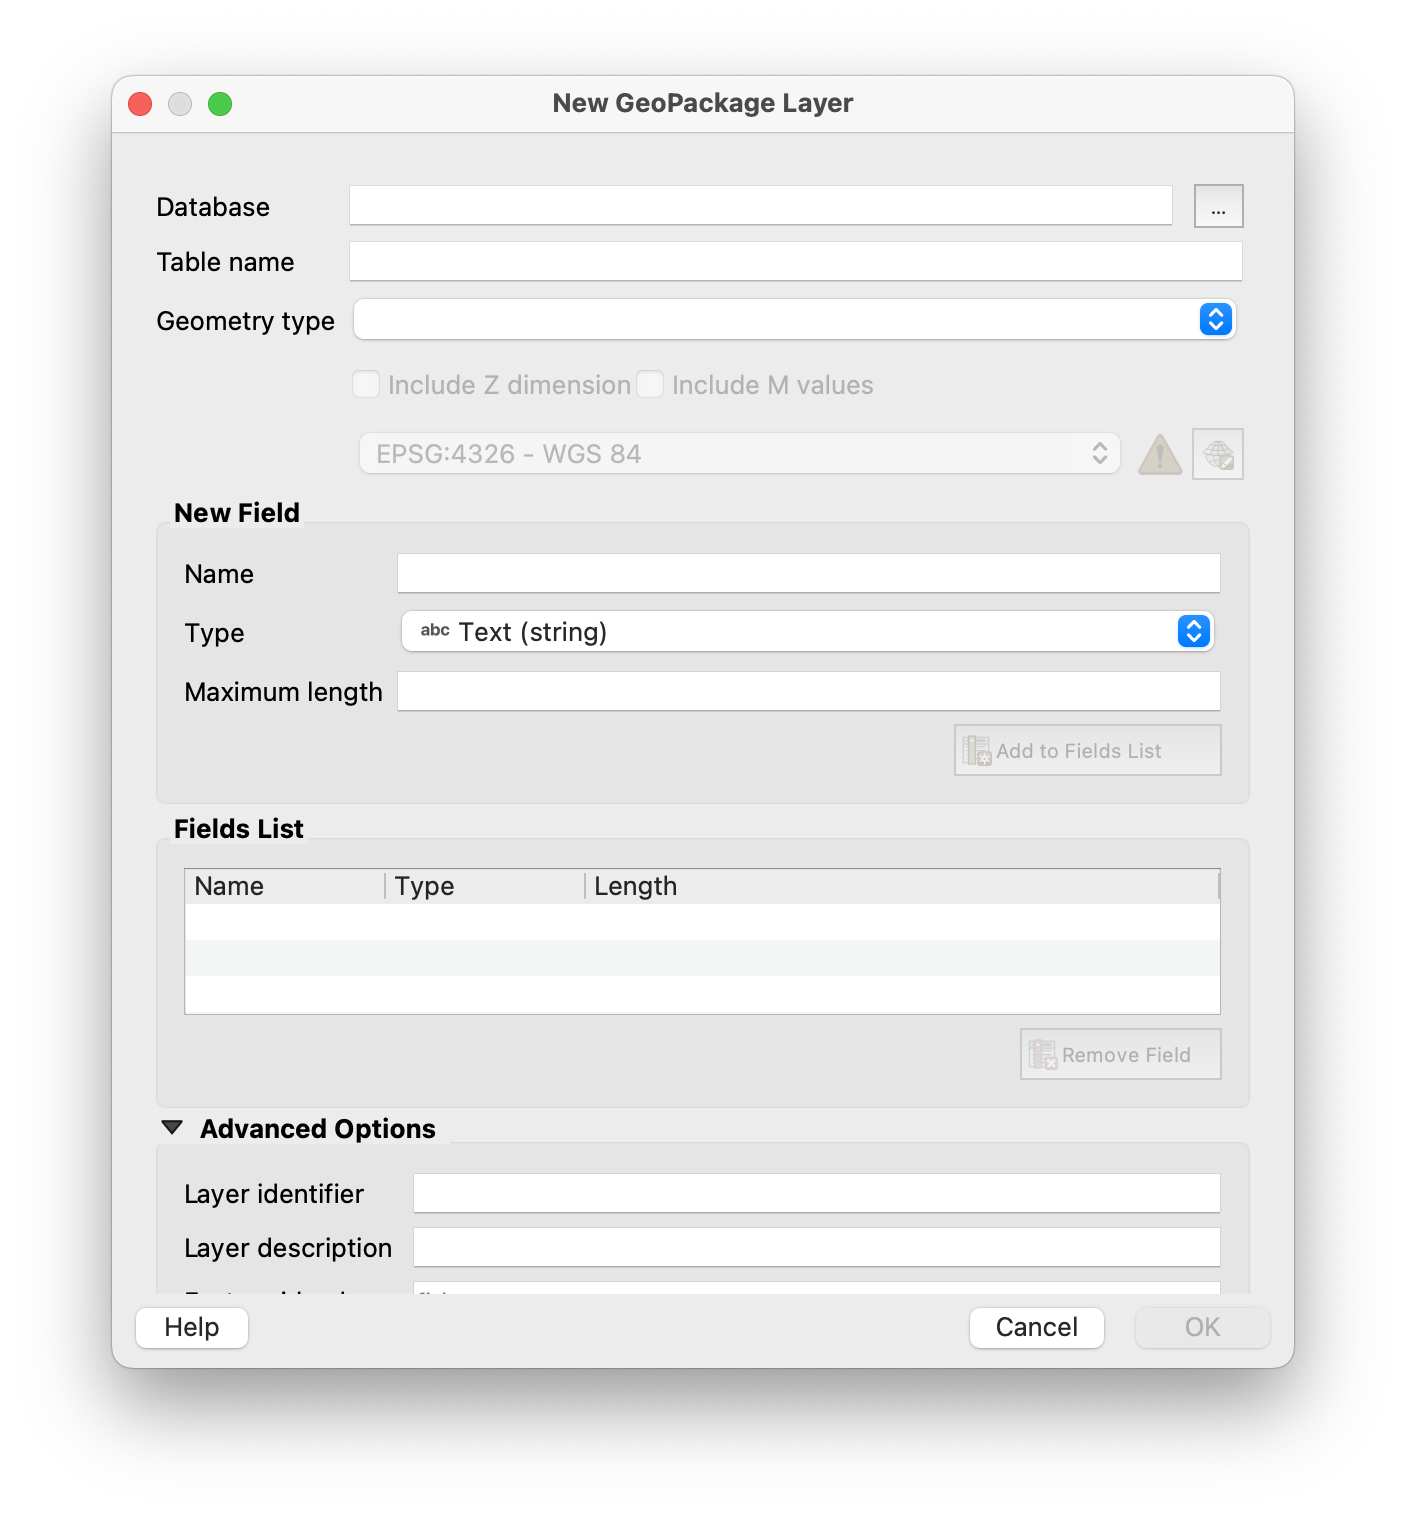 New GeoPackage Layer
Database
...
Table name
Geometry type
Include Z dimension Include M values
EPSG:4326 - WGS 84
New Field
Name
Type abc Text (string)
Maximum length
Add to Fields List
Fields List
Name Type Length
Remove Field
Advanced Options
Layer identifier
Layer description
Help Cancel OK